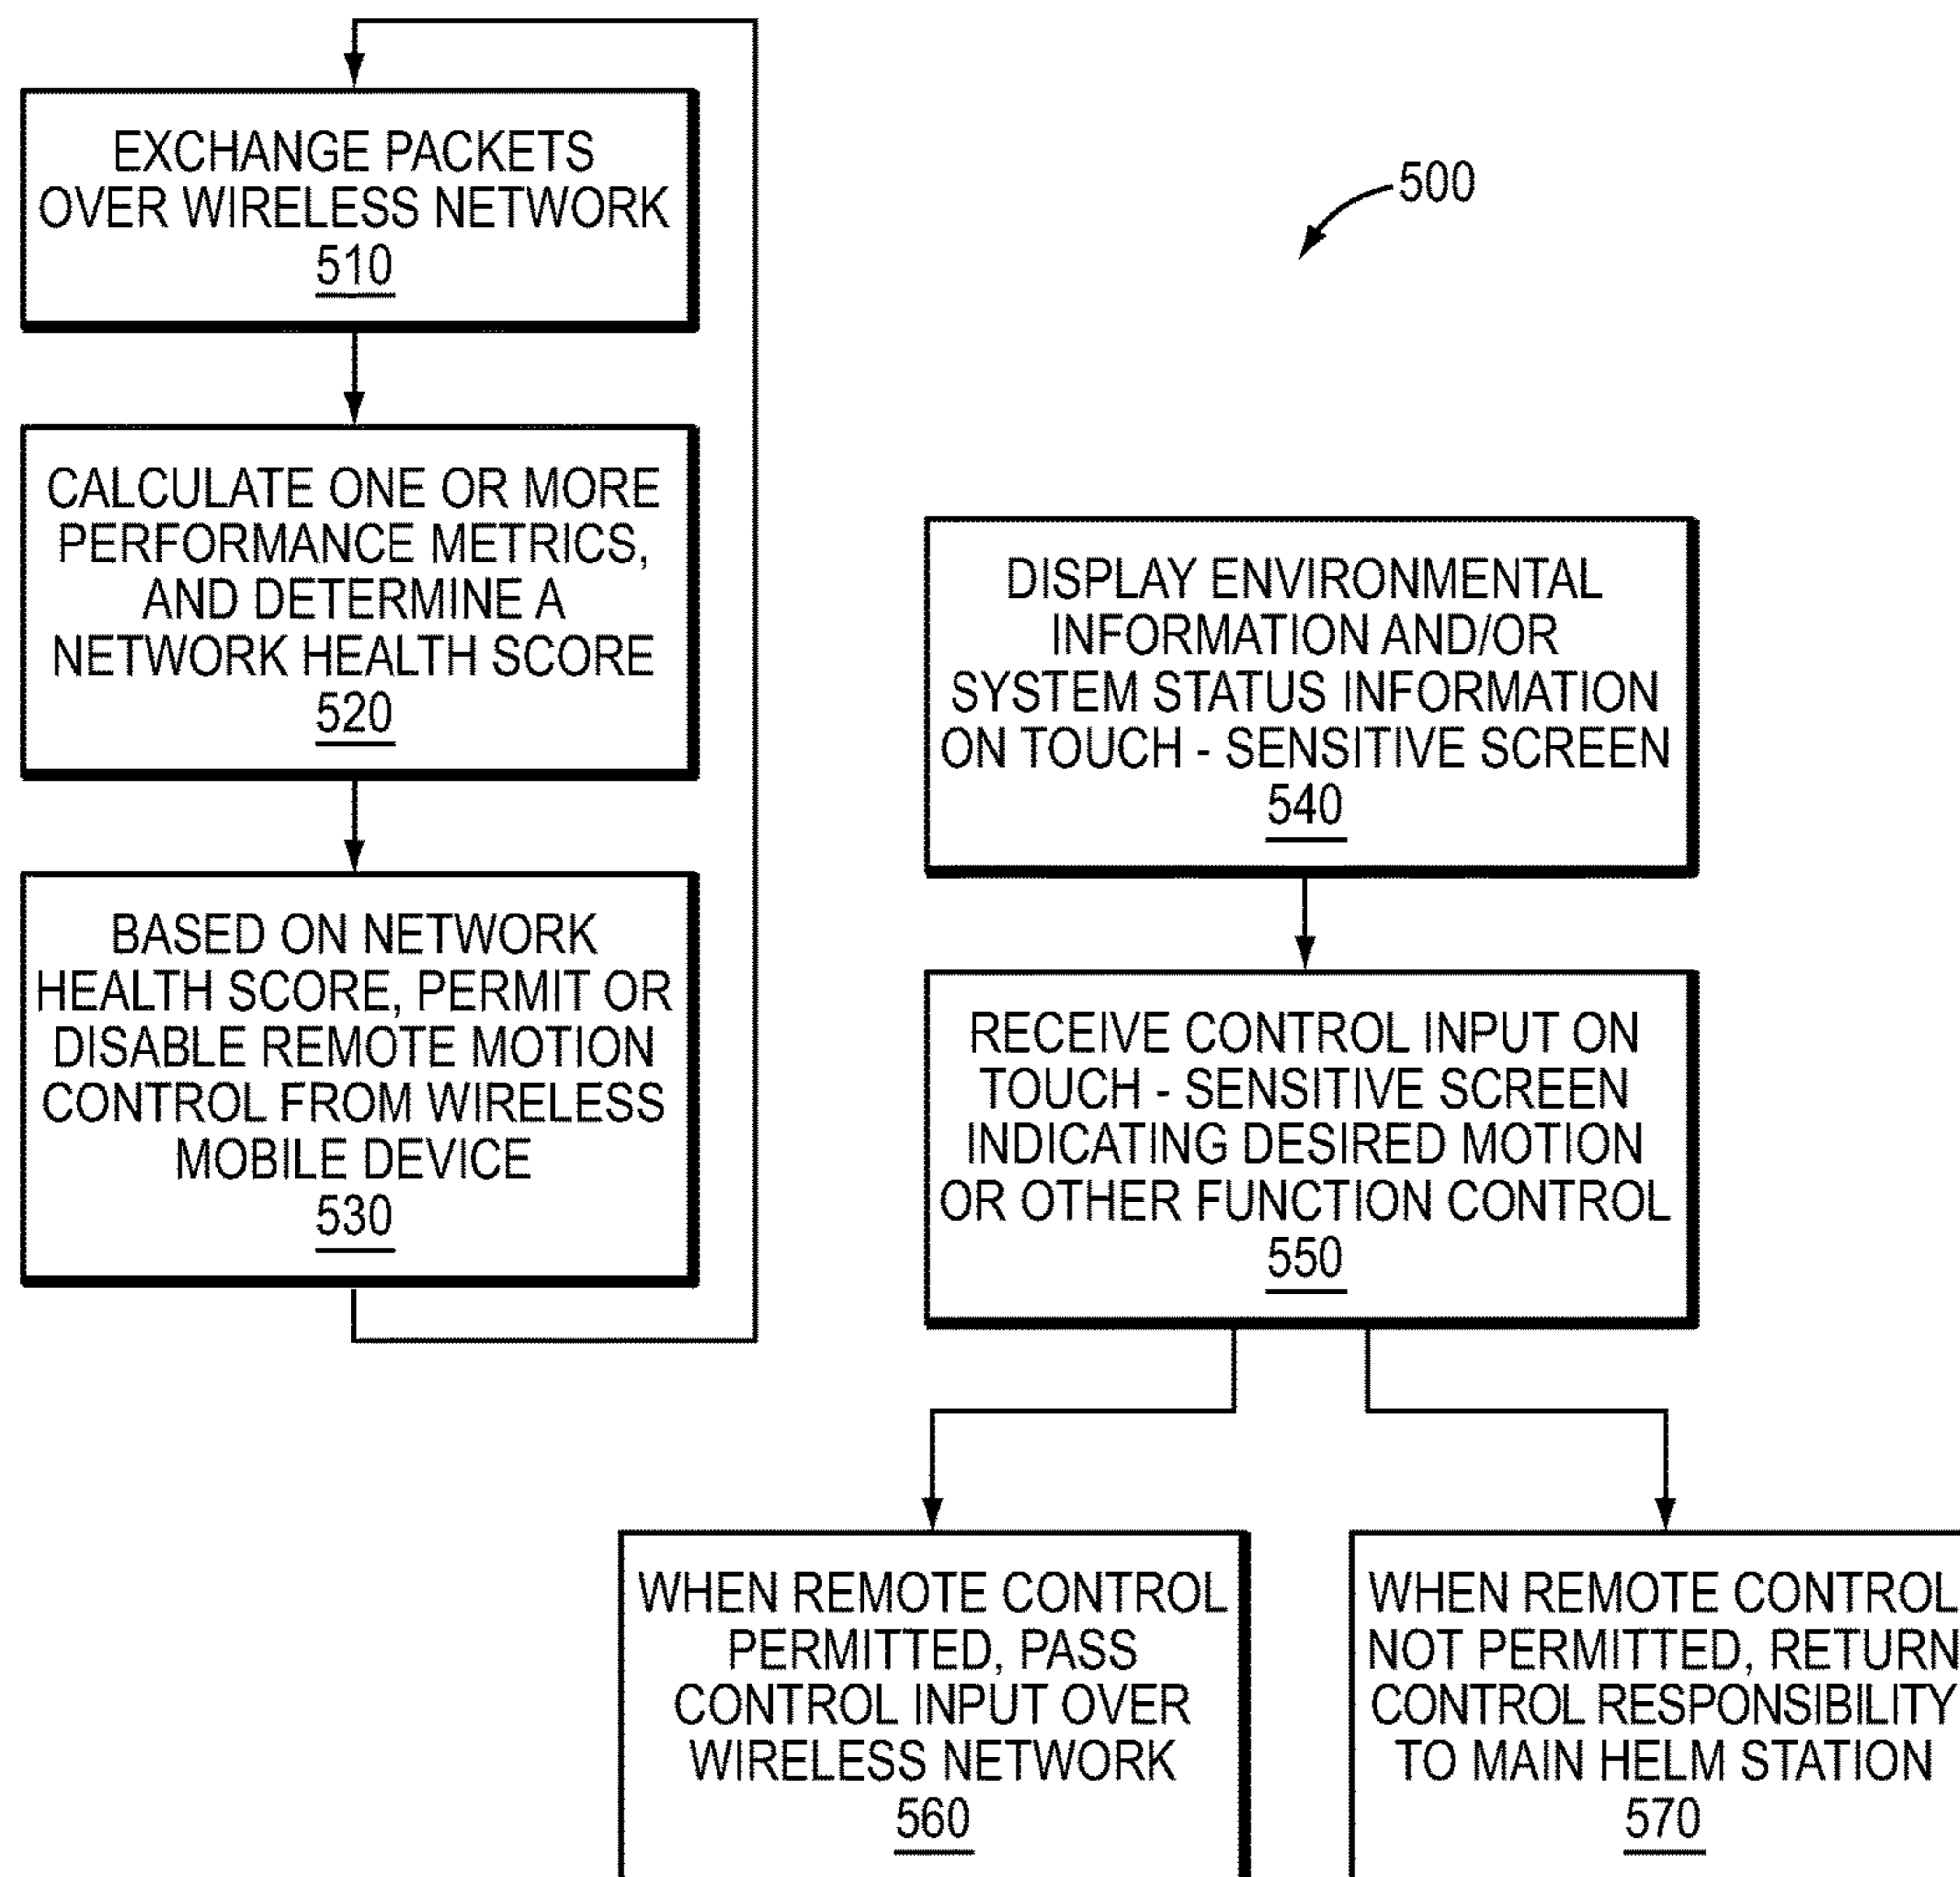 EXCHANGE PACKETS
OVER WIRELESS NETWORK
510
500
CALCULATE ONE OR MORE
PERFORMANCE METRICS,
AND DETERMINE A
NETWORK HEALTH SCORE
520
BASED ON NETWORK
HEALTH SCORE, PERMIT OR
DISABLE REMOTE MOTION
CONTROL FROM WIRELESS
MOBILE DEVICE
530
DISPLAY ENVIRONMENTAL
INFORMATION AND/OR
SYSTEM STATUS INFORMATION
ON TOUCH - SENSITIVE SCREEN
540
RECEIVE CONTROL INPUT ON
TOUCH - SENSITIVE SCREEN
INDICATING DESIRED MOTION
OR OTHER FUNCTION CONTROL
550
WHEN REMOTE CONTROL
PERMITTED, PASS
CONTROL INPUT OVER
WIRELESS NETWORK
560
WHEN REMOTE CONTROL
NOT PERMITTED, RETURN
CONTROL RESPONSIBILITY
TO MAIN HELM STATION
570